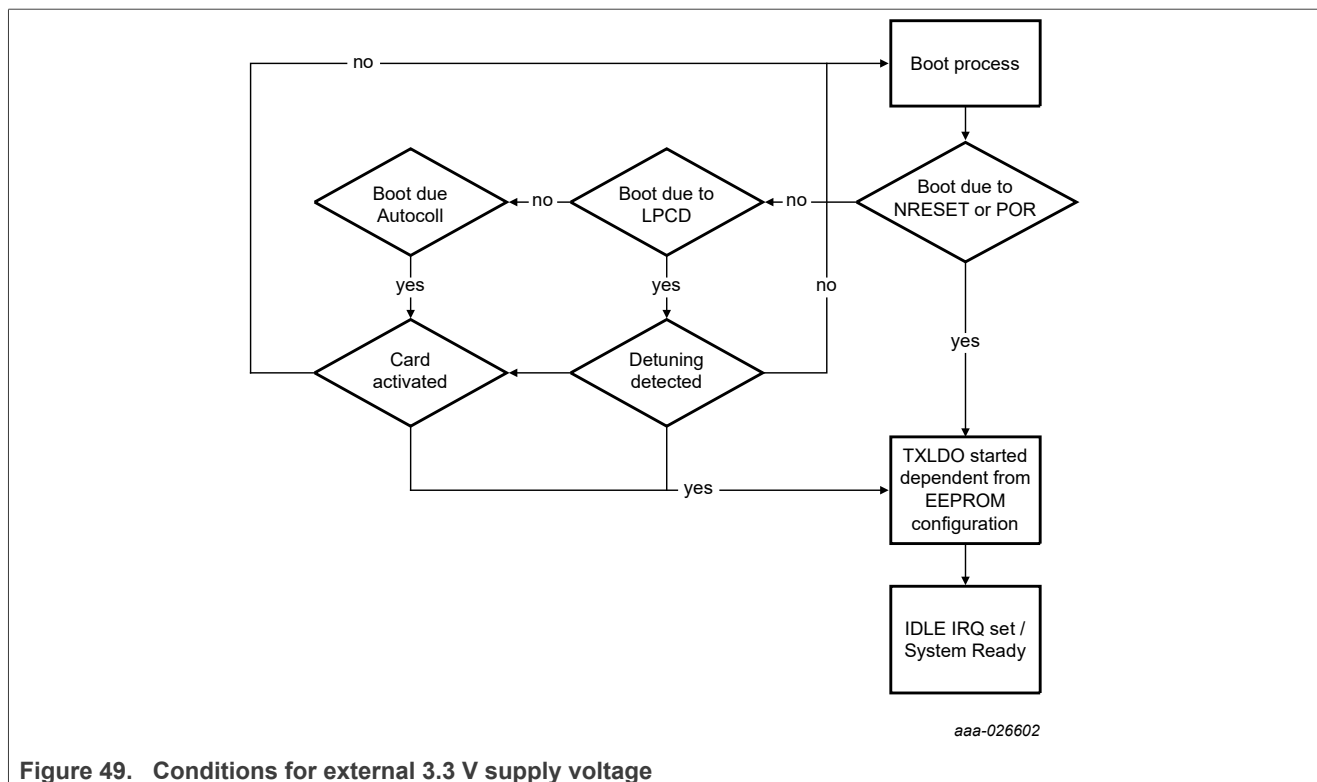 no
Boot process
Boot due
Autocoll
no
Boot due to
LPCD
no
Boot due to
NRESET or POR
yes
yes
no
yes
Card
activated
Detuning
detected
yes
TXLDO started
dependent from
EEPROM
configuration
IDLE IRQ set /
System Ready
aaa-026602
Figure 49. Conditions for external 3.3 V supply voltage